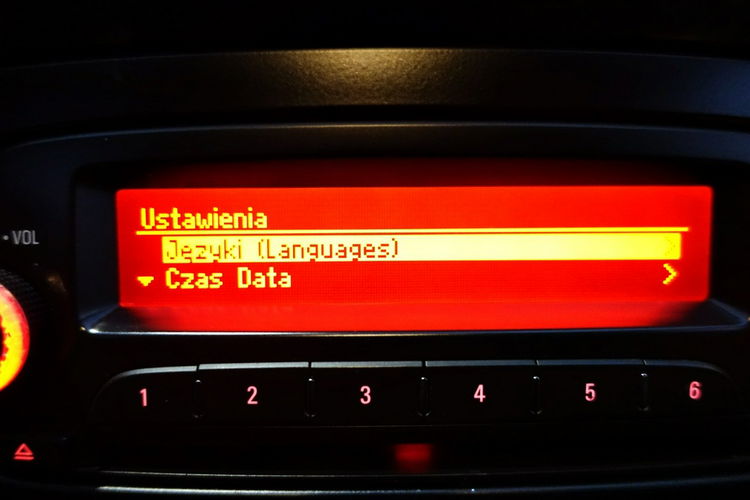 • VOL
Ustawienia
Języki (Languages)
Czas Data
1 2 3 4 5 6